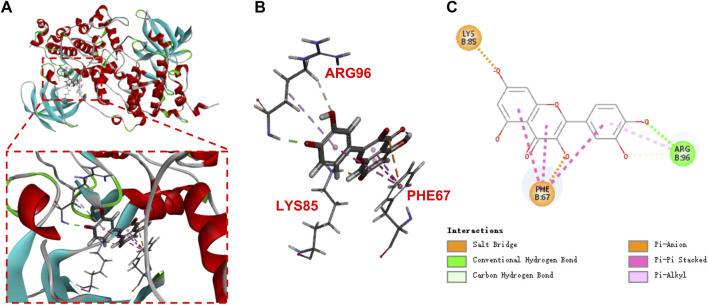 A
B
C
ARG96
LYS85
PHE67
LYS
B:85
ARG
B:96
PHE
B:67
Interactions
Salt Bridge
Conventional Hydrogen Bond
Carbon Hydrogen Bond
Pi-Anion
Pi-Pi Stacked
Pi-Alkyl